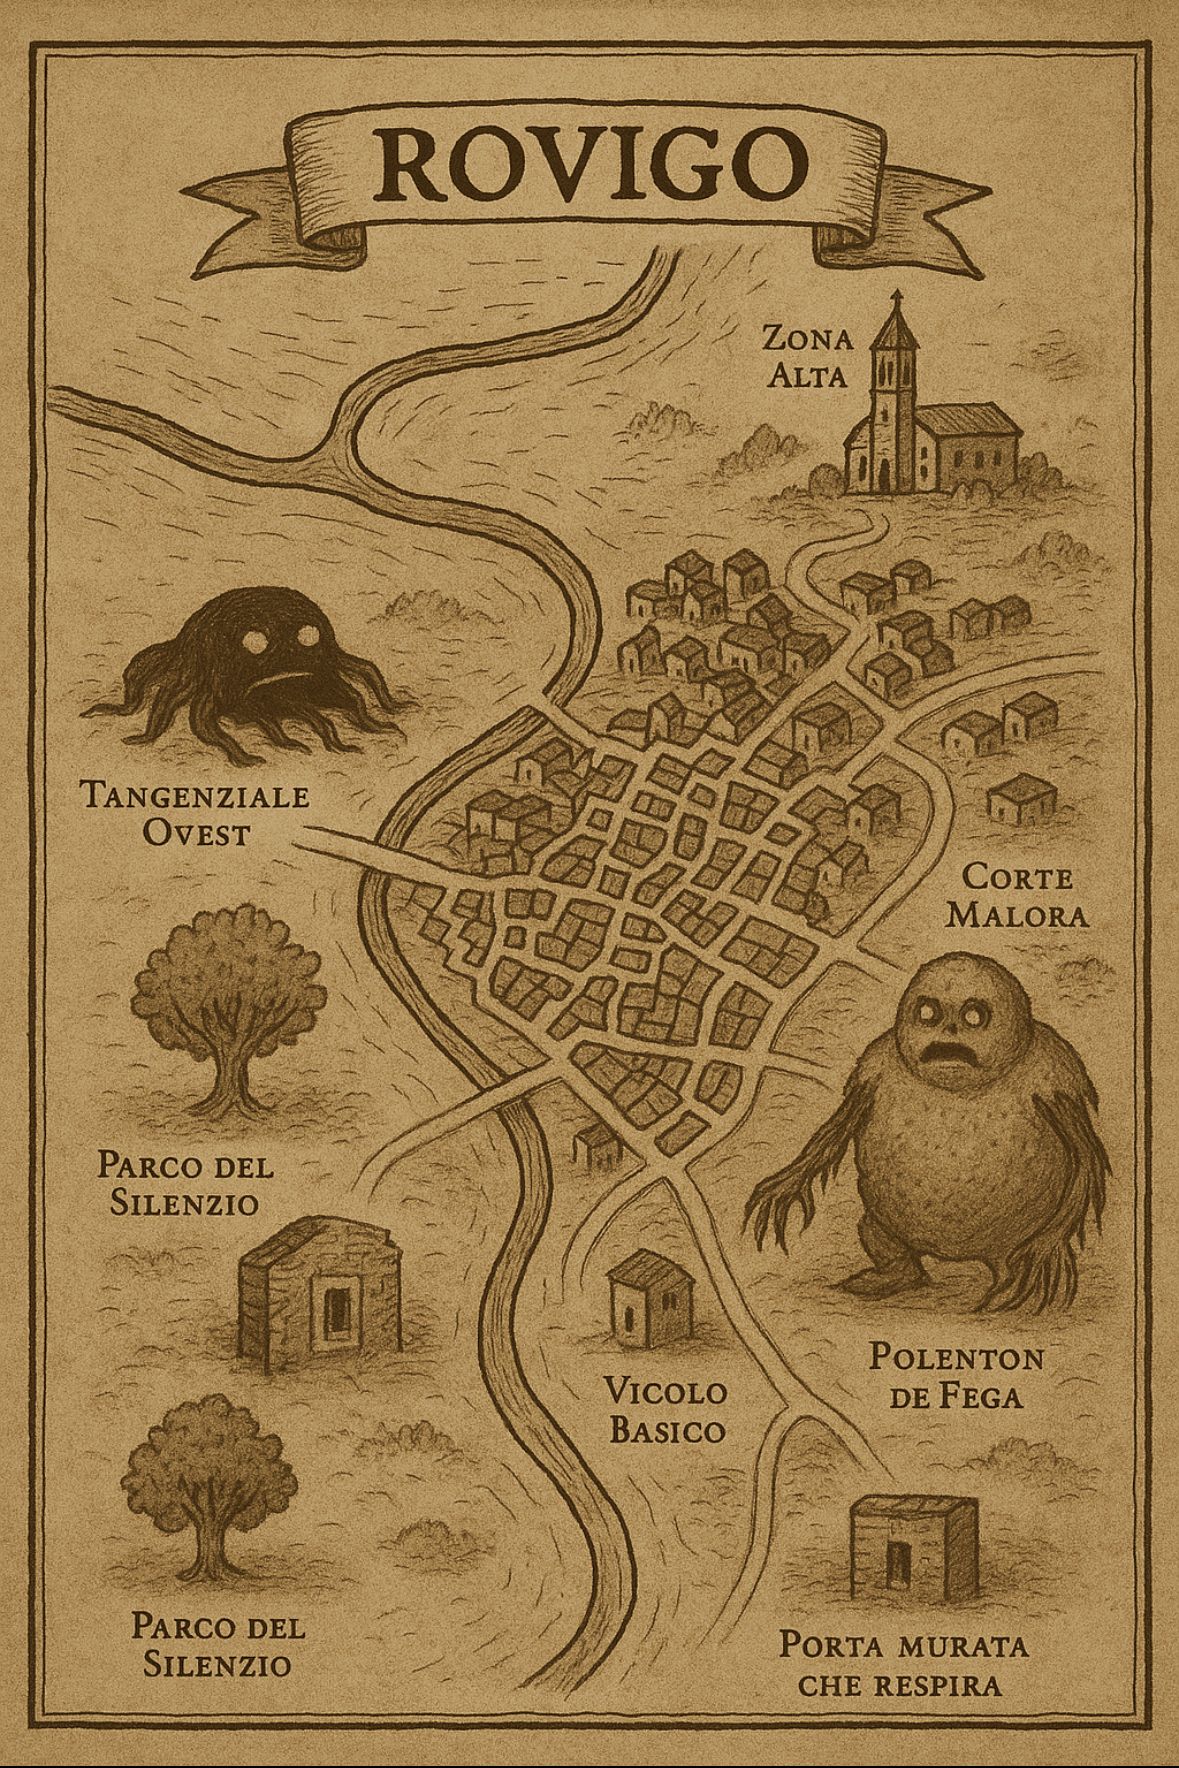 ROVIGO
ZONA
ALTA
TANGENZIALE
OVEST
CORTE
MALORA
PARCO DEL
SILENZIO
POLENTON
DE FEGA
VICOLO
BASICO
PARCO DEL
SILENZIO
PORTA MURATA
CHE RESPIRA